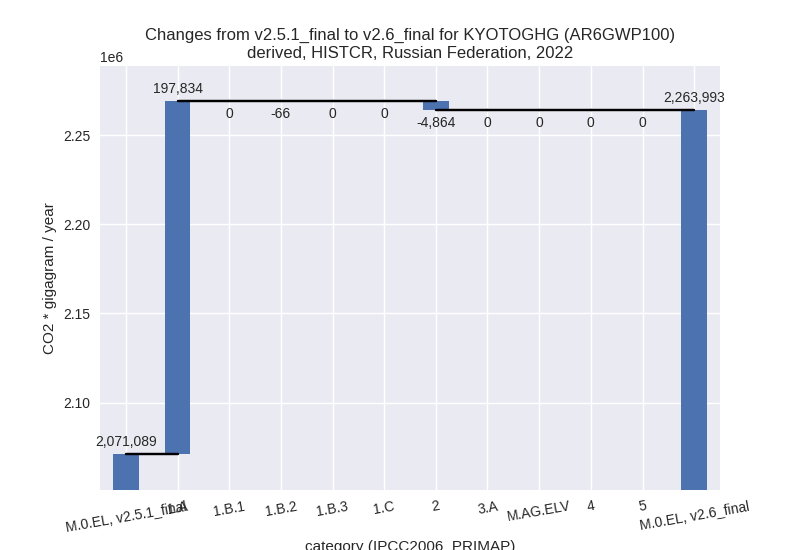 Changes from v2.5.1_final to v2.6_final for KYOTOGHG (AR6GWP100)
derived, HISTCR, Russian Federation, 2022
1e6
197,834
2,263,993
0
-66
0
0
-4,864
0
0
0
0
2.25
2.20
2.15
2.10
CO2 * gigagram / year
2,071,089
M.0.EL, v2.5.1_final
1.A
1.B.1
1.B.2
1.B.3
1.C
2
3.A
M.AG.ELV
4
5
M.0.EL, v2.6_final
category (IPCC2006_PRIMAP)